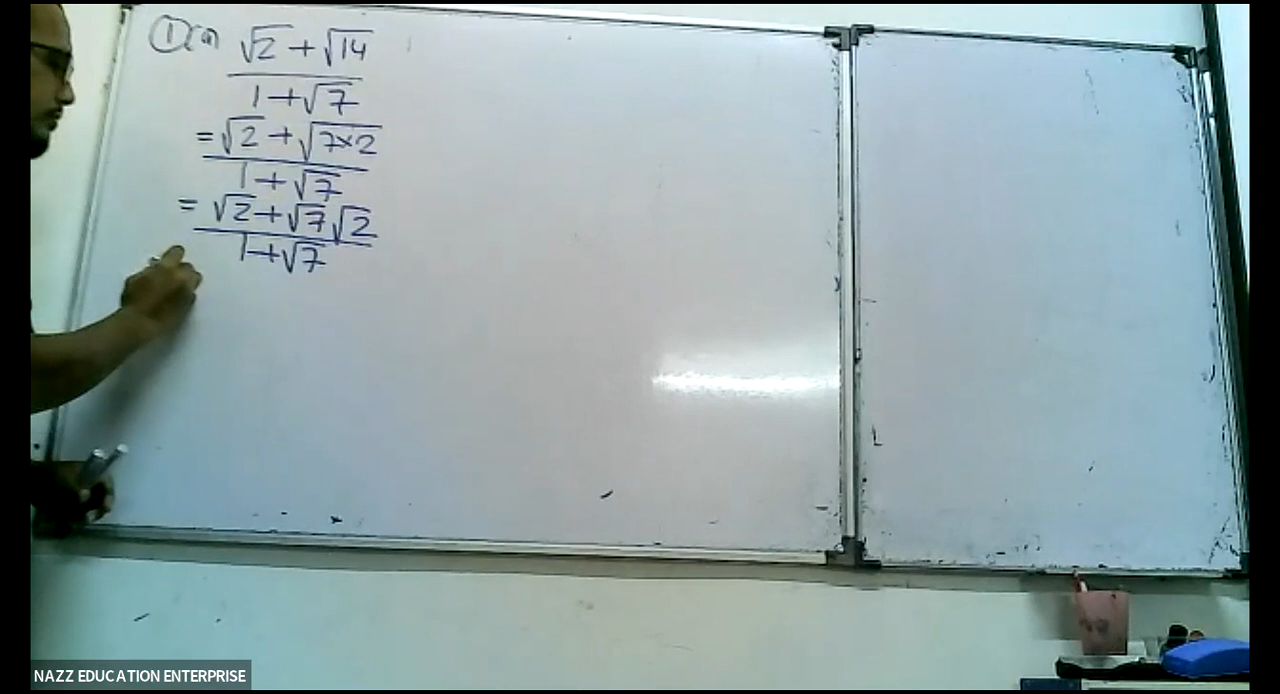 ① (a) √2 + √14
1 + √7
= √2 + √7×2
1 + √7
= √2 + √7 √2
1 + √7
NAZZ EDUCATION ENTERPRISE